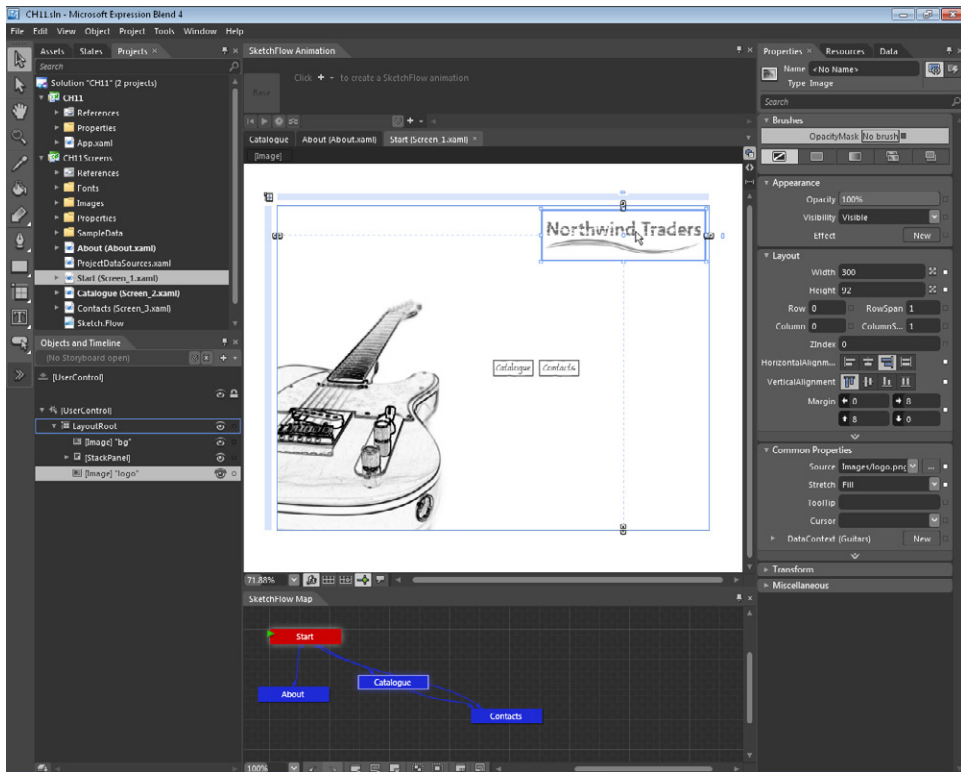 CH11.sln - Microsoft Expression Blend 4
File Edit View Object Project Tools Window Help
Assets States Projects ×
Search
Solution "CH11" (2 projects)
CH11
References
Properties
App.xaml
CH11Screens
References
Fonts
Images
Properties
SampleData
About (About.xaml)
ProjectDataSources.xaml
Start (Screen_1.xaml)
Catalogue (Screen_2.xaml)
Contacts (Screen_3.xaml)
Sketch.Flow
Objects and Timeline
(No Storyboard open)
[UserControl]
[UserControl]
LayoutRoot
[Image] "bg"
[StackPanel]
[Image] "logo"
SketchFlow Animation
Click + - to create a SketchFlow animation
Base
Catalogue About (About.xaml) Start (Screen_1.xaml) ×
[Image]
Northwind Traders
Catalogue Contacts
71.88%
SketchFlow Map
Start
Catalogue
About
Contacts
100%
Properties × Resources Data
Name <No Name>
Type Image
Search
Brushes
OpacityMask No brush
Appearance
Opacity 100%
Visibility Visible
Effect New
Layout
Width 300
Height 92
Row 0 RowSpan 1
Column 0 ColumnS... 1
ZIndex 0
HorizontalAlignm...
VerticalAlignment
Margin 0 8
8 0
Common Properties
Source Images/logo.png ...
Stretch Fill
ToolTip
Cursor
DataContext (Guitars) New
Transform
Miscellaneous